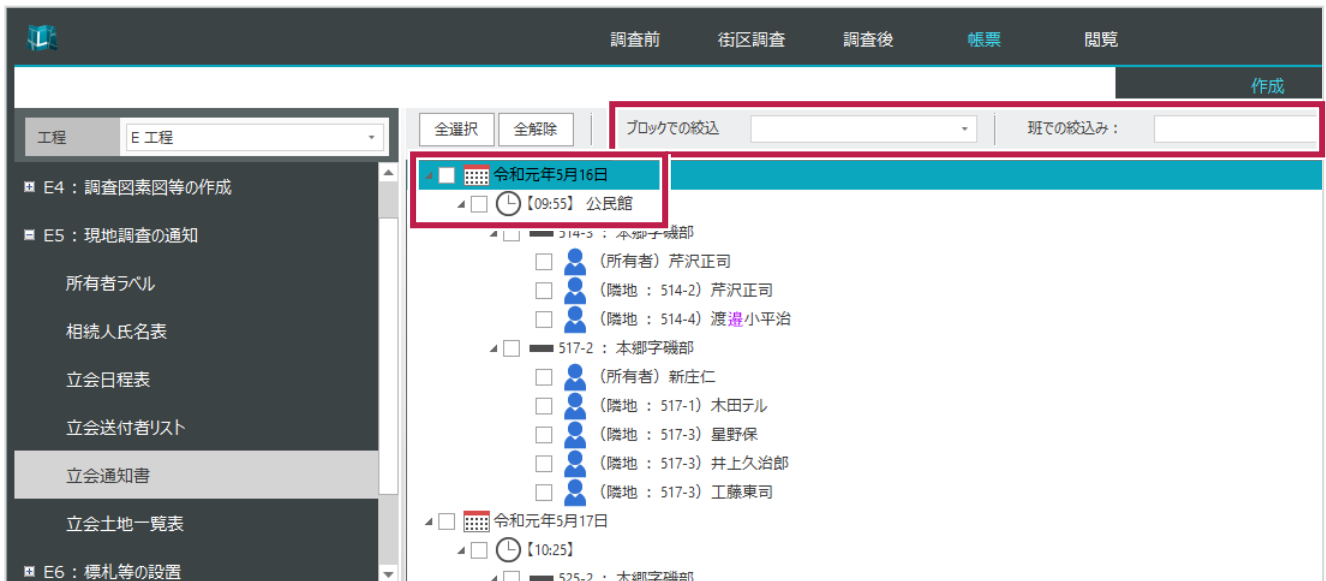 L
調査前 街区調査 調査後 帳票 閲覧
作成
工程 E 工程
全選択 全解除 ブロックでの絞込 班での絞込み：
E4：調査図素図等の作成
E5：現地調査の通知
所有者ラベル
相続人氏名表
立会日程表
立会送付者リスト
立会通知書
立会土地一覧表
E6：標札等の設置
令和元年5月16日
【09:55】 公民館
514-3 ： 本郷字磯部
（所有者）芹沢正司
（隣地 ： 514-2）芹沢正司
（隣地 ： 514-4）渡邉小平治
517-2 ： 本郷字磯部
（所有者）新庄仁
（隣地 ： 517-1）木田テル
（隣地 ： 517-3）星野保
（隣地 ： 517-3）井上久治郎
（隣地 ： 517-3）工藤東司
令和元年5月17日
【10:25】
525-2 ： 本郷字磯部